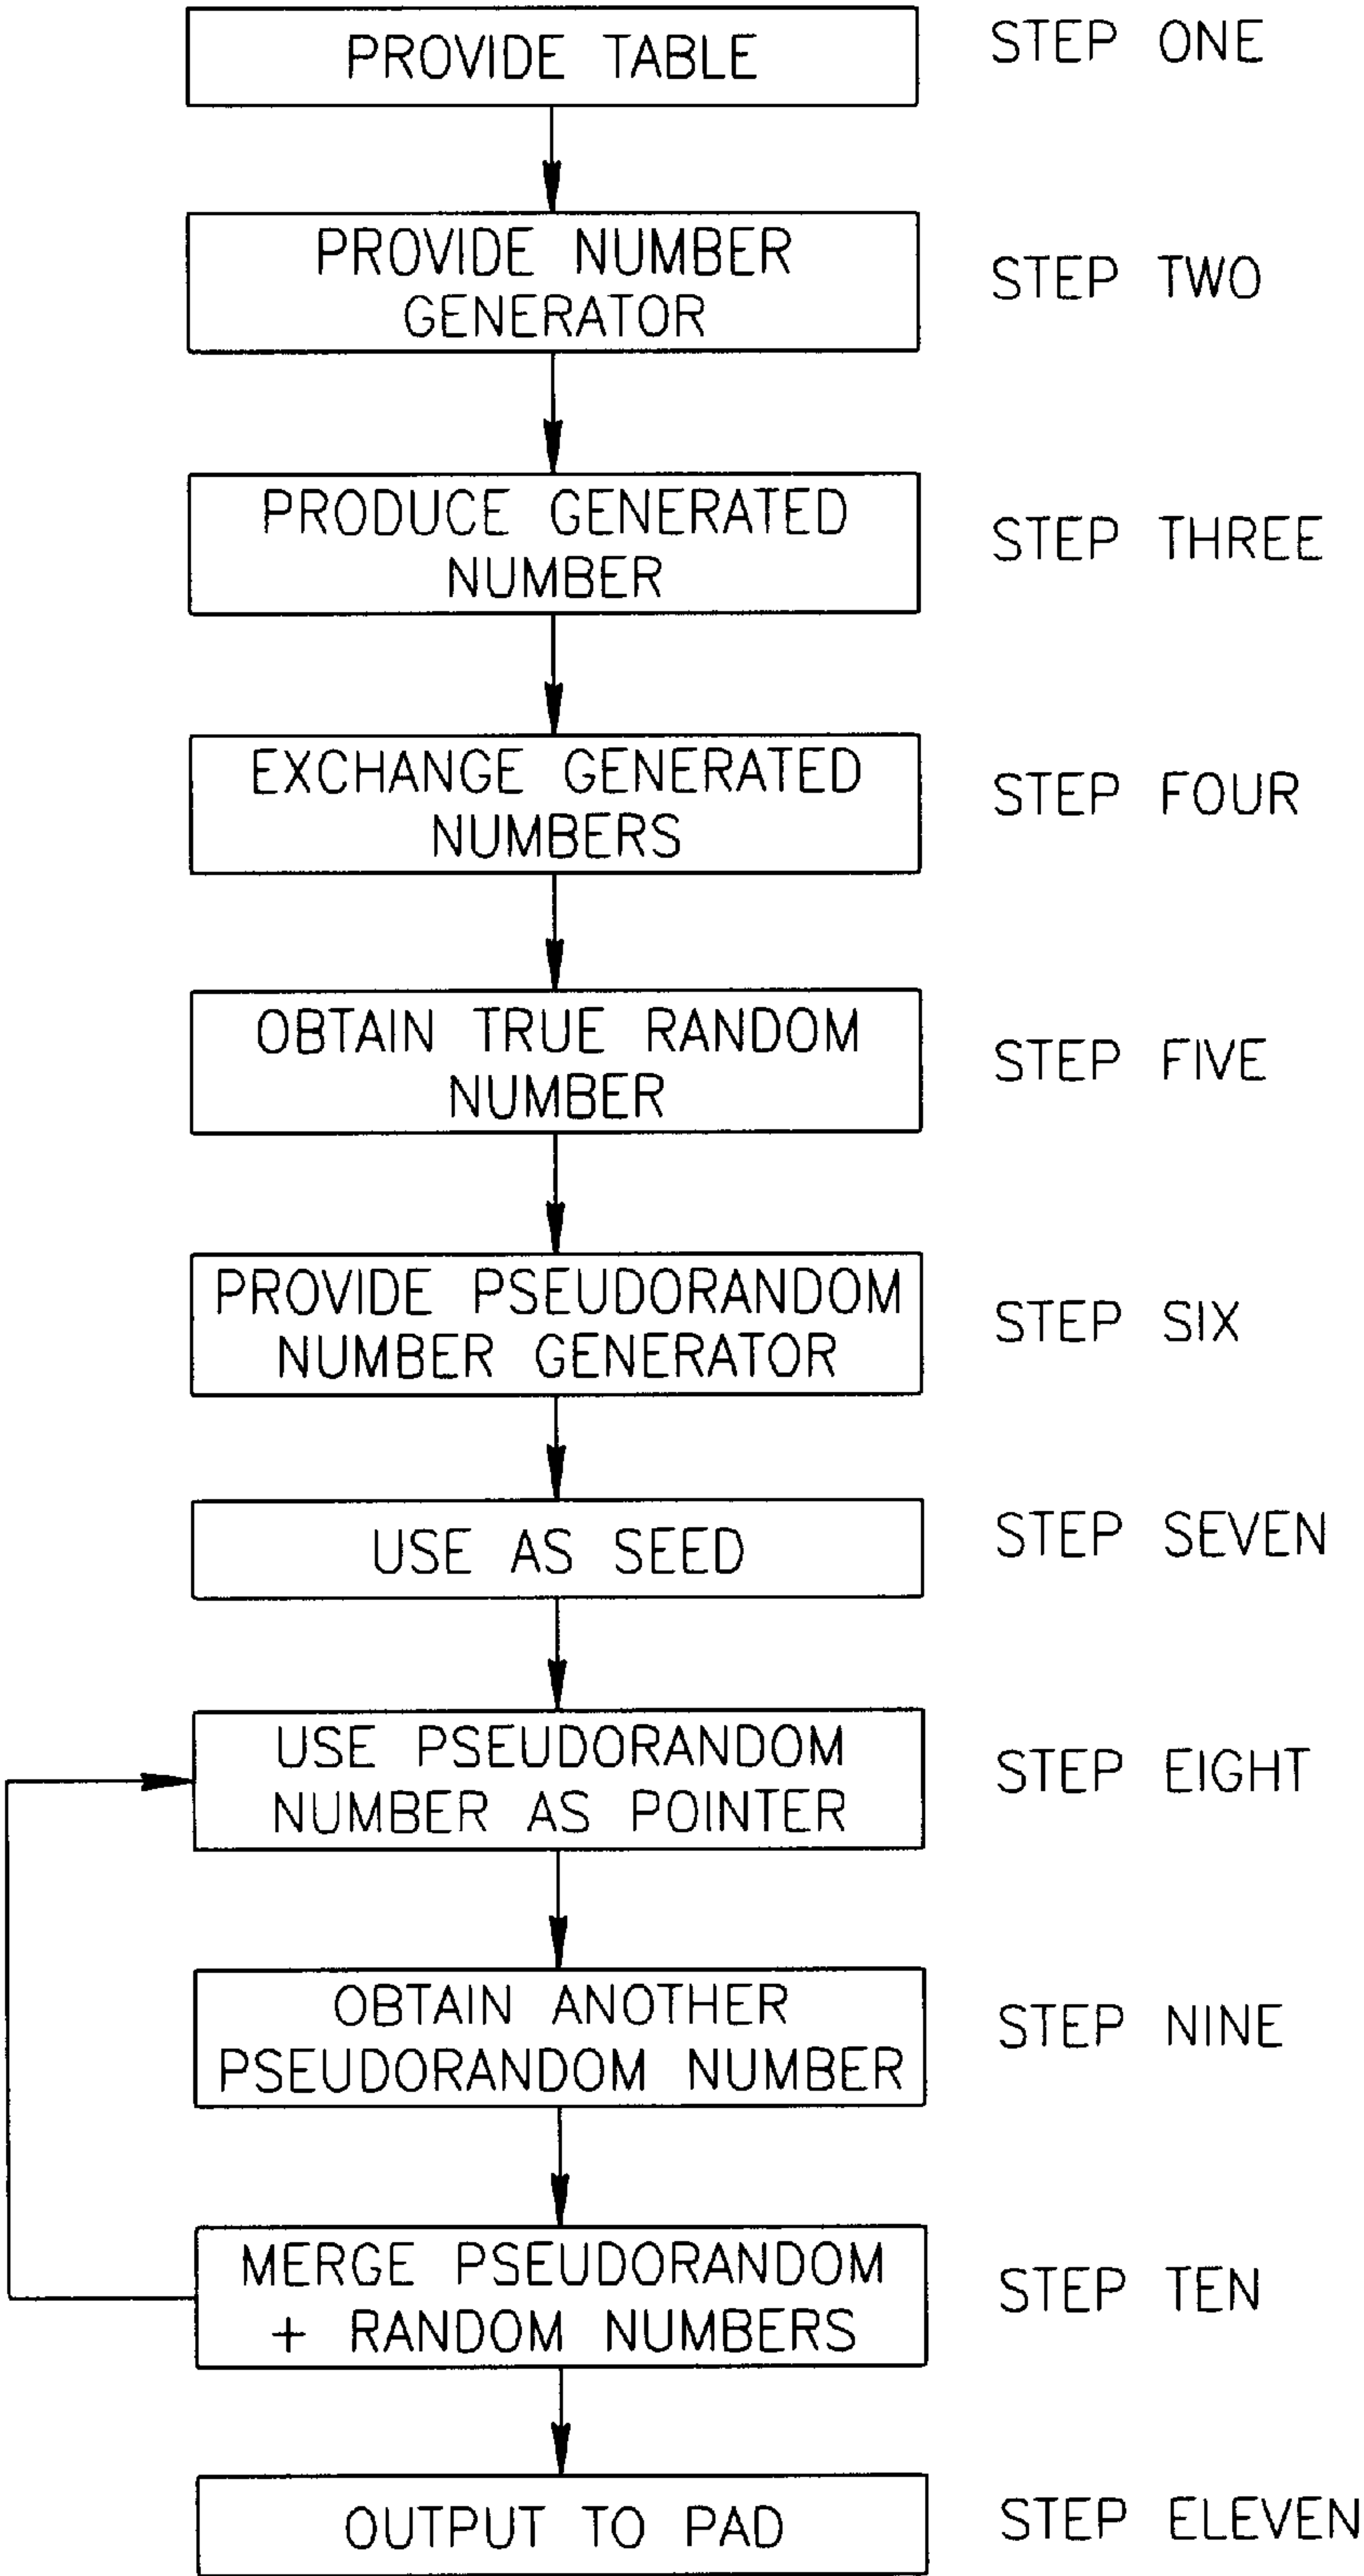 PROVIDE TABLE
STEP ONE
PROVIDE NUMBER
GENERATOR
STEP TWO
PRODUCE GENERATED
NUMBER
STEP THREE
EXCHANGE GENERATED
NUMBERS
STEP FOUR
OBTAIN TRUE RANDOM
NUMBER
STEP FIVE
PROVIDE PSEUDORANDOM
NUMBER GENERATOR
STEP SIX
USE AS SEED
STEP SEVEN
USE PSEUDORANDOM
NUMBER AS POINTER
STEP EIGHT
OBTAIN ANOTHER
PSEUDORANDOM NUMBER
STEP NINE
MERGE PSEUDORANDOM
+ RANDOM NUMBERS
STEP TEN
OUTPUT TO PAD
STEP ELEVEN